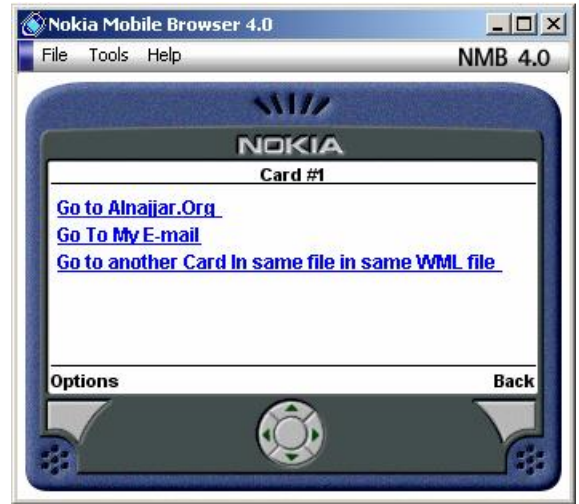 Nokia Mobile Browser 4.0
File Tools Help NMB 4.0
NOKIA
Card #1
Go to Alnajjar.Org
Go To My E-mail
Go to another Card In same file in same WML file
Options Back